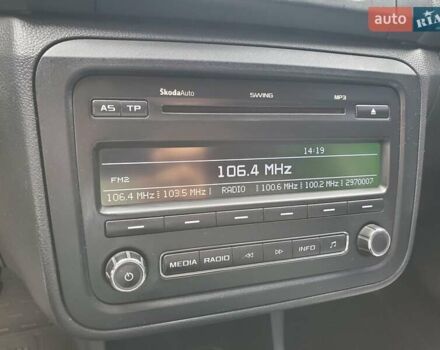 auto RIA
ŠkodaAuto SWING MP3
AS TP
14:19
106.4 MHz
FM2
106.4 MHz 103.5 MHz RADIO 100.6 MHz 100.2 MHz 2970007
MEDIA RADIO INFO